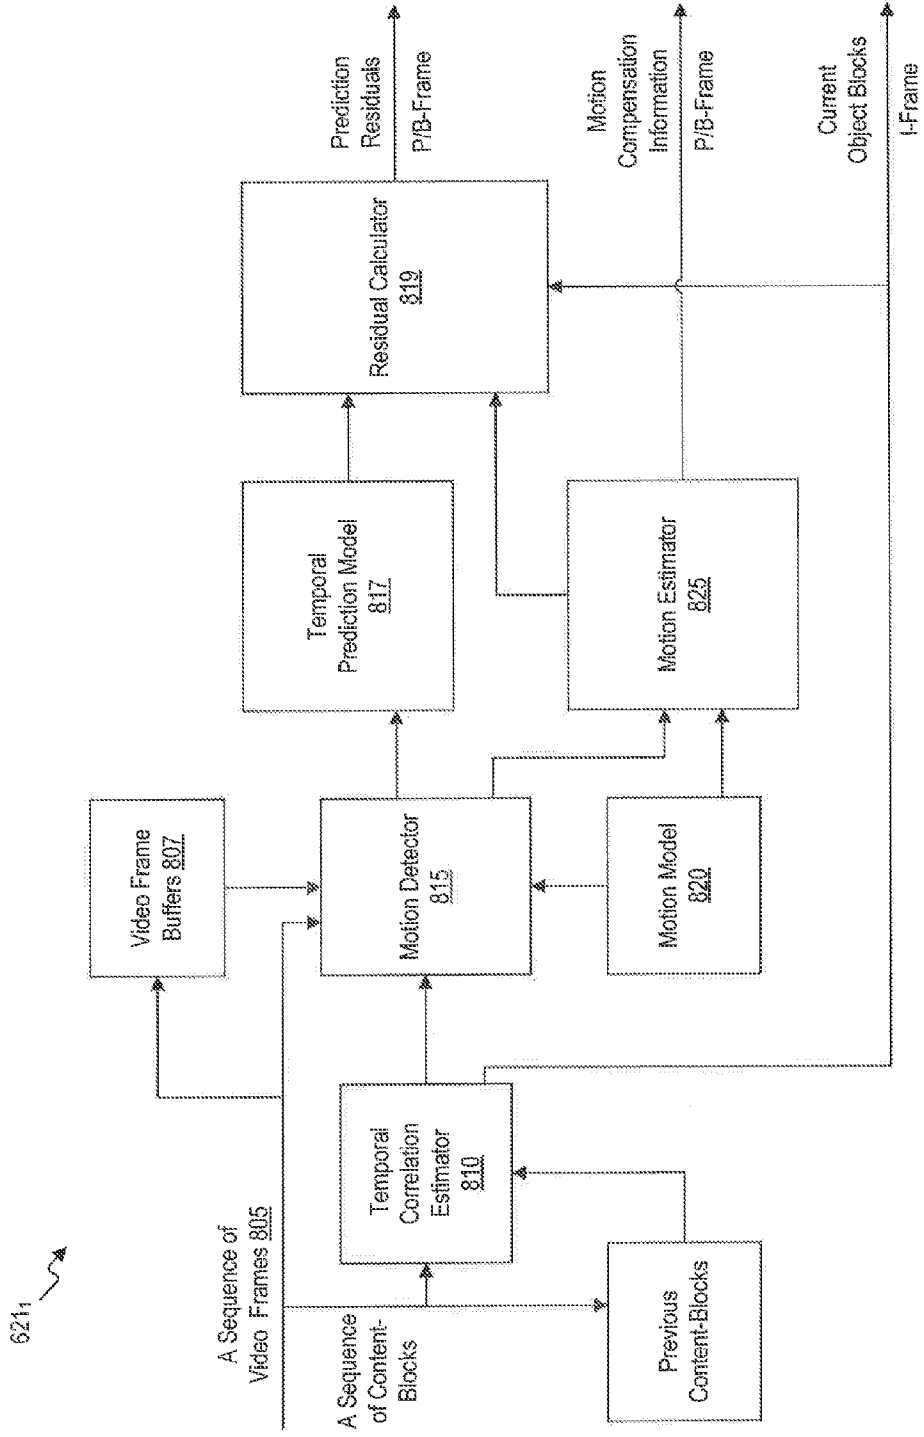 621₁
A Sequence of
Video Frames 805
A Sequence
of Content-
Blocks
Previous
Content-Blocks
Temporal
Correlation
Estimator
810
Video Frame
Buffers 807
Motion Detector
815
Motion Model
820
Temporal
Prediction Model
817
Motion Estimator
825
Residual Calculator
819
Prediction
Residuals
P/B-Frame
Motion
Compensation
Information
P/B-Frame
Current
Object Blocks
I-Frame